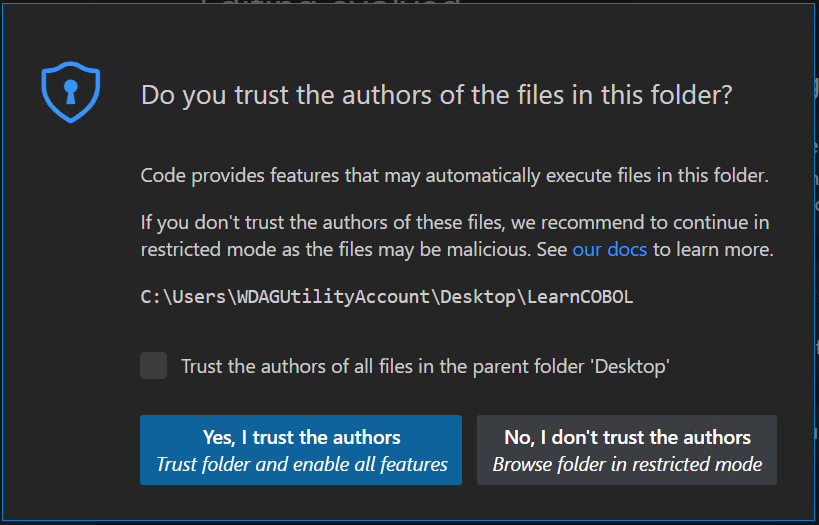 Do you trust the authors of the files in this folder?
Code provides features that may automatically execute files in this folder.
If you don't trust the authors of these files, we recommend to continue in
restricted mode as the files may be malicious. See our docs to learn more.
C:\Users\WDAGUtilityAccount\Desktop\LearnCOBOL
Trust the authors of all files in the parent folder 'Desktop'
Yes, I trust the authors
Trust folder and enable all features
No, I don't trust the authors
Browse folder in restricted mode